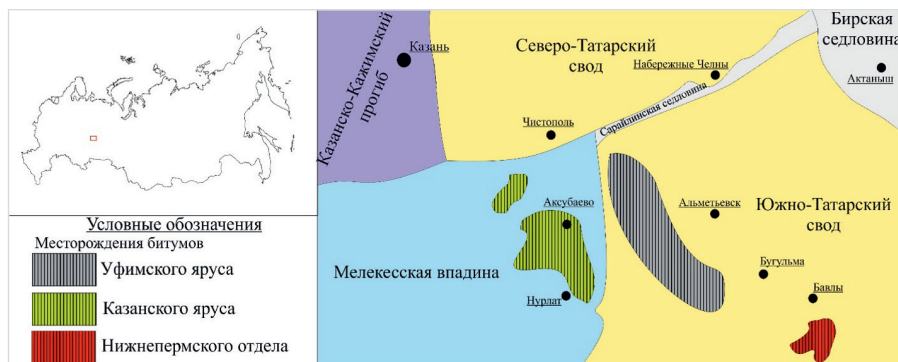 Условные обозначения
Месторождения битумов
Уфимского яруса
Казанского яруса
Нижнепермского отдела
Казанско-Кажимский
прогиб
Казань
Северо-Татарский
свод
Набережные Челны
Бирская
седловина
Актаныш
Чистополь
Сарайлинская седловина
Аксубаево
Альметьевск
Южно-Татарский
свод
Мелекесская впадина
Бугульма
Нурлат
Бавлы